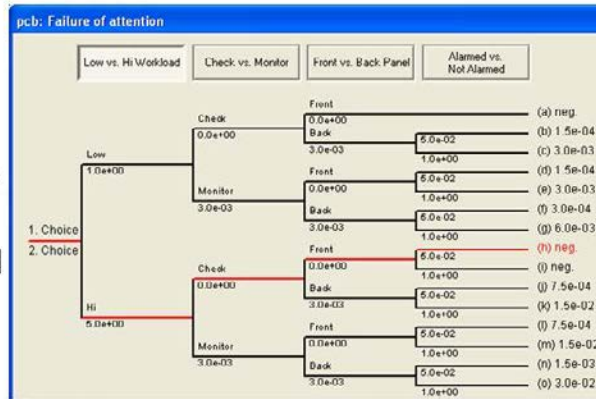 pcb: Failure of attention
Low vs. Hi Workload
Check vs. Monitor
Front vs. Back Panel
Alarmed vs.
Not Alarmed
Front
0.0e+00
(a) neg.
Check
0.0e+00
Back
3.0e-03
5.0e-02
(b) 1.5e-04
1.0e+00
(c) 3.0e-03
Low
1.0e+00
Front
0.0e+00
5.0e-02
(d) 1.5e-04
1.0e+00
(e) 3.0e-03
Monitor
3.0e-03
Back
3.0e-03
5.0e-02
(f) 3.0e-04
1.0e+00
(g) 6.0e-03
1. Choice
2. Choice
Front
0.0e+00
5.0e-02
(h) neg.
1.0e+00
(i) neg.
Check
0.0e+00
Back
3.0e-03
5.0e-02
(j) 7.5e-04
1.0e+00
(k) 1.5e-02
Hi
5.0e+00
Front
0.0e+00
5.0e-02
(l) 7.5e-04
1.0e+00
(m) 1.5e-02
Monitor
3.0e-03
Back
3.0e-03
5.0e-02
(n) 1.5e-03
1.0e+00
(o) 3.0e-02